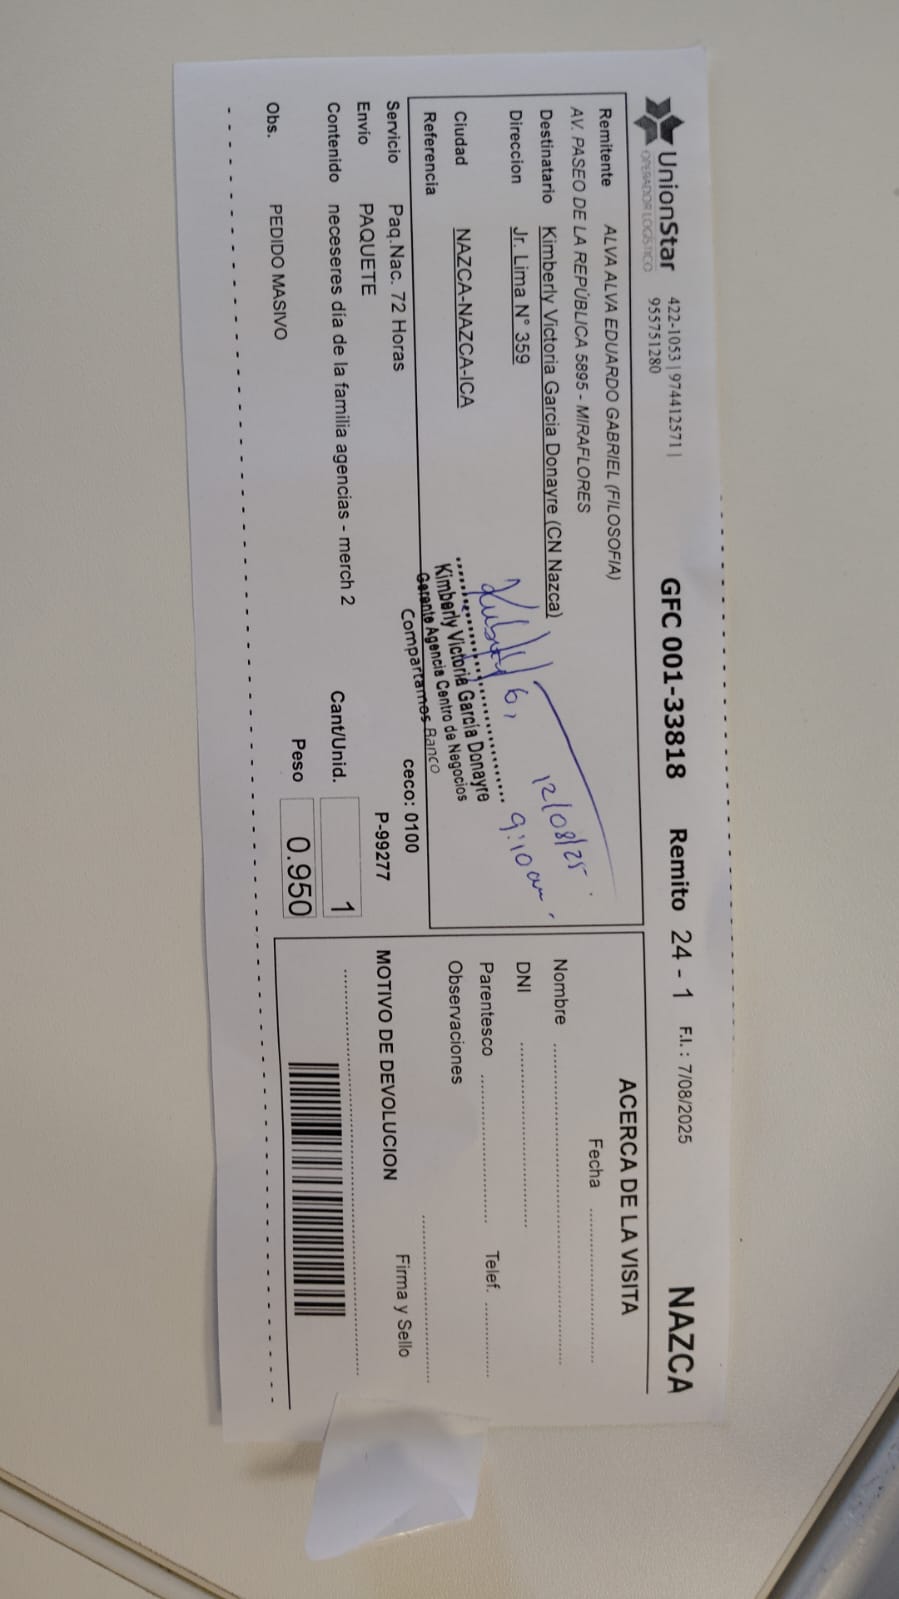 UnionStar
OPERADOR LOGÍSTICO
422-1053 | 974412571 |
955751280
GFC 001-33818 Remito 24 - 1 F.I. : 7/08/2025 NAZCA
Remitente ALVA ALVA EDUARDO GABRIEL (FILOSOFIA)
AV. PASEO DE LA REPÚBLICA 5895 - MIRAFLORES
Destinatario Kimberly Victoria Garcia Donayre (CN Nazca)
Direccion Jr. Lima N° 359
Ciudad NAZCA-NAZCA-ICA
Referencia
12/08/25
9:10 am
Kimberly Victoria García Donayre
Gerente Agencia Centro de Negocios
Compartamos Banco
Servicio Paq.Nac. 72 Horas ceco: 0100
Envio PAQUETE P-99277
Contenido neceseres día de la familia agencias - merch 2 Cant/Unid. 1
Peso 0.950
Obs. PEDIDO MASIVO
ACERCA DE LA VISITA
Fecha
Nombre
DNI
Parentesco Telef.
Observaciones
MOTIVO DE DEVOLUCION Firma y Sello